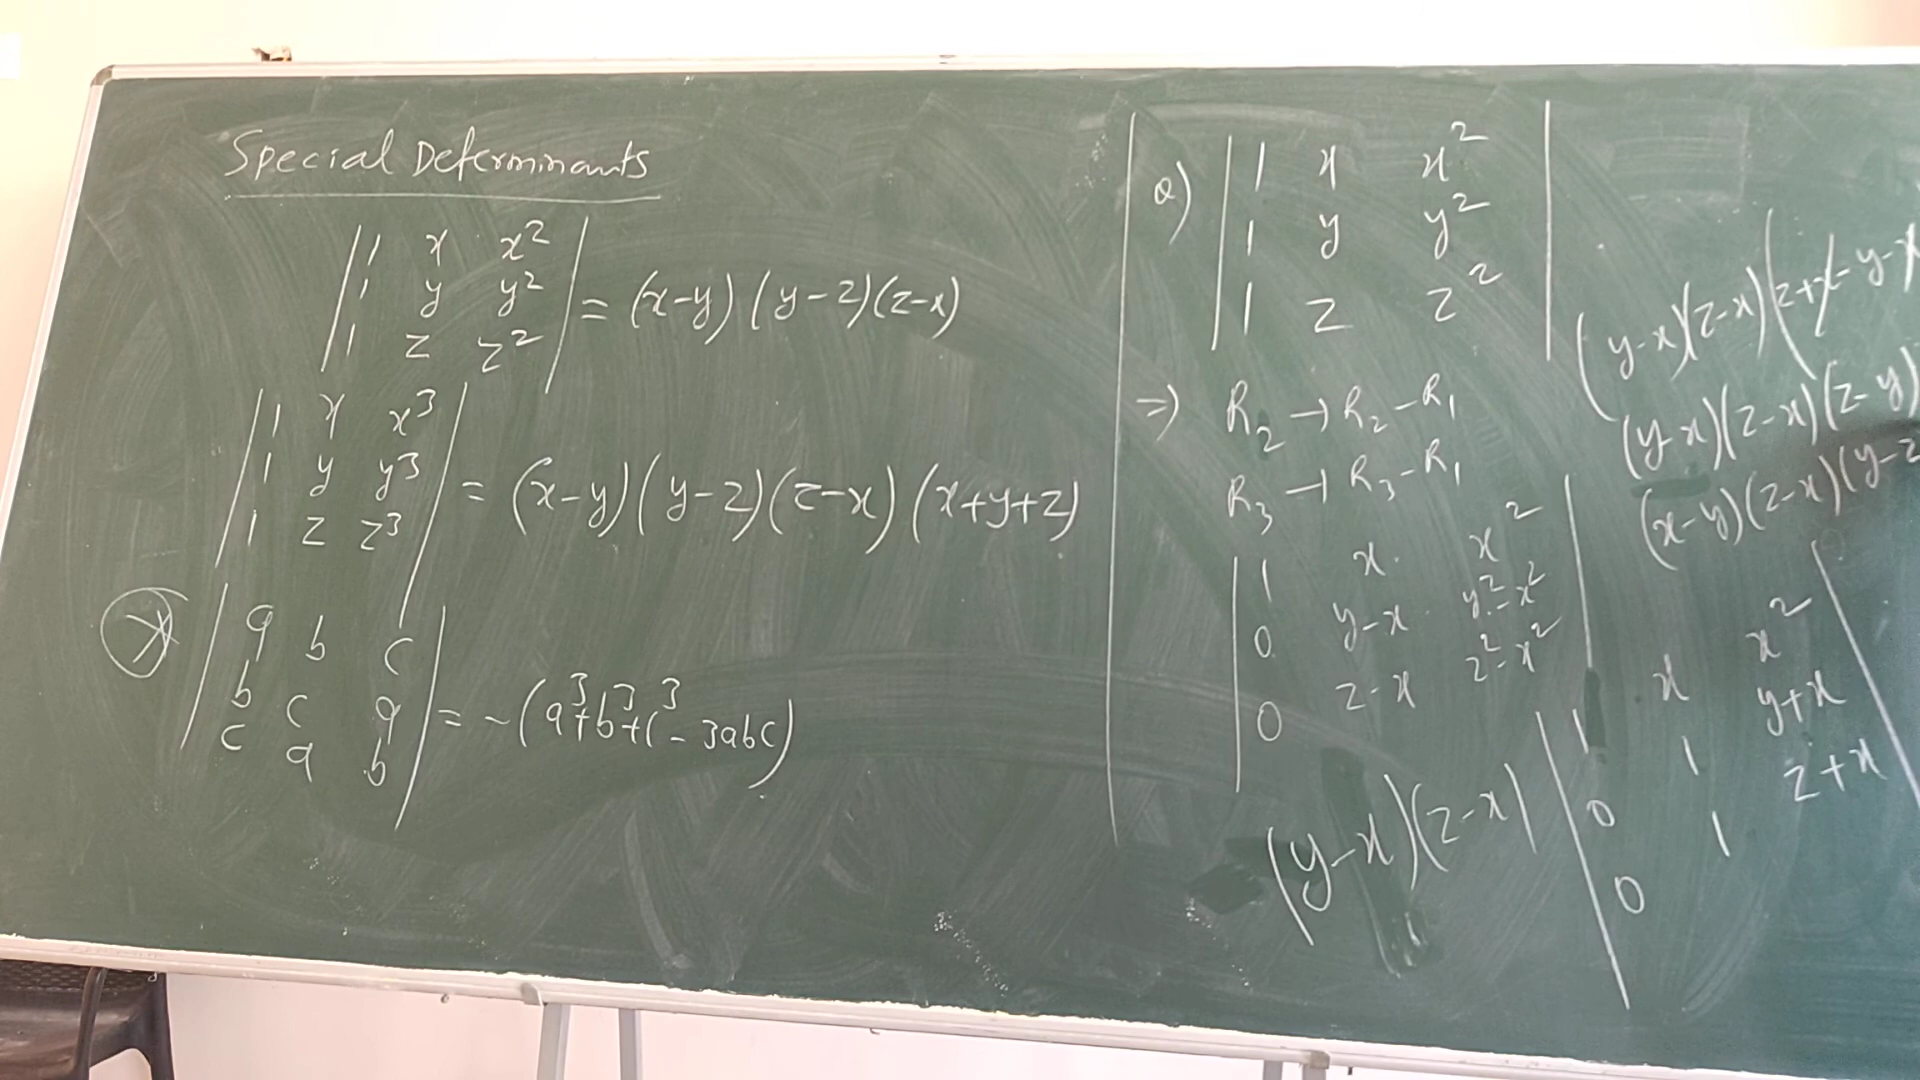 Special Determinants
| 1 x x² |
| 1 y y² | = (x-y)(y-z)(z-x)
| 1 z z² |
| 1 x x³ |
| 1 y y³ | = (x-y)(y-z)(z-x)(x+y+z)
| 1 z z³ |
| a b c |
| b c a | = -(a³+b³+c³-3abc)
| c a b |
Q) | 1 x x² |
| 1 y y² |
| 1 z z² |
=) R₂ → R₂-R₁
R₃ → R₃-R₁
| 1 x x² |
| 0 y-x y²-x² |
| 0 z-x z²-x² |
(y-x)(z-x) | 1 x x² |
| 0 1 y+x |
| 0 1 z+x |
(y-x)(z-x)(z+x-y-x
(y-x)(z-x)(z-y)
(x-y)(z-x)(y-z